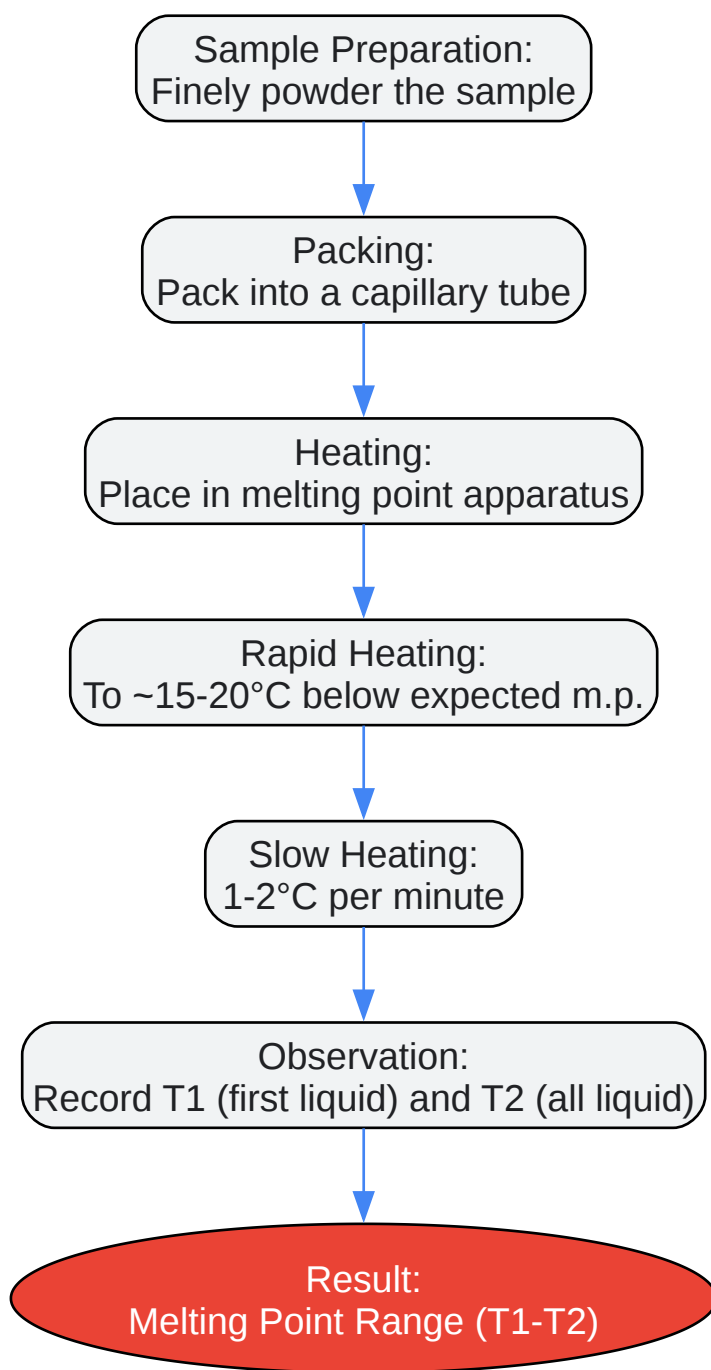 Sample Preparation:
Finely powder the sample
Packing:
Pack into a capillary tube
Heating:
Place in melting point apparatus
Rapid Heating:
To ~15-20°C below expected m.p.
Slow Heating:
1-2°C per minute
Observation:
Record T1 (first liquid) and T2 (all liquid)
Result:
Melting Point Range (T1-T2)